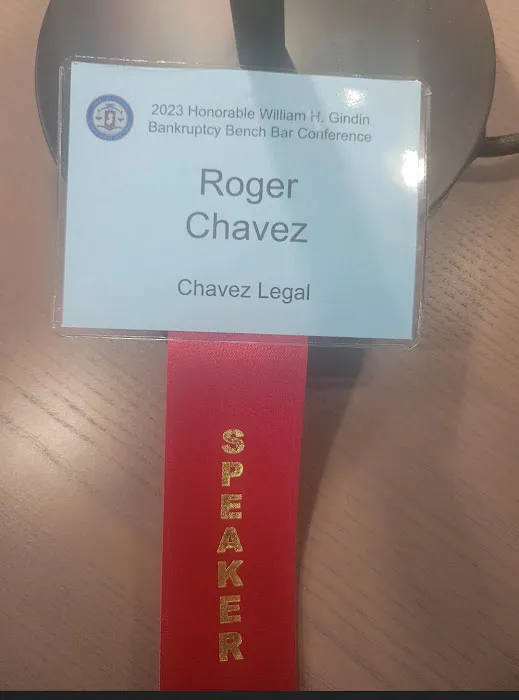 2023 Honorable William H. Gindin
Bankruptcy Bench Bar Conference
Roger
Chavez
Chavez Legal
SPEAKER